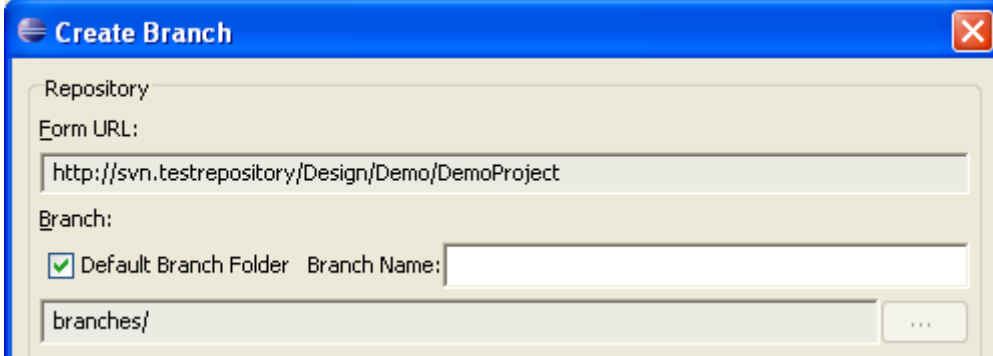 Create Branch
Repository
Form URL:
http://svn.testrepository/Design/Demo/DemoProject
Branch:
Default Branch Folder Branch Name:
branches/ ...